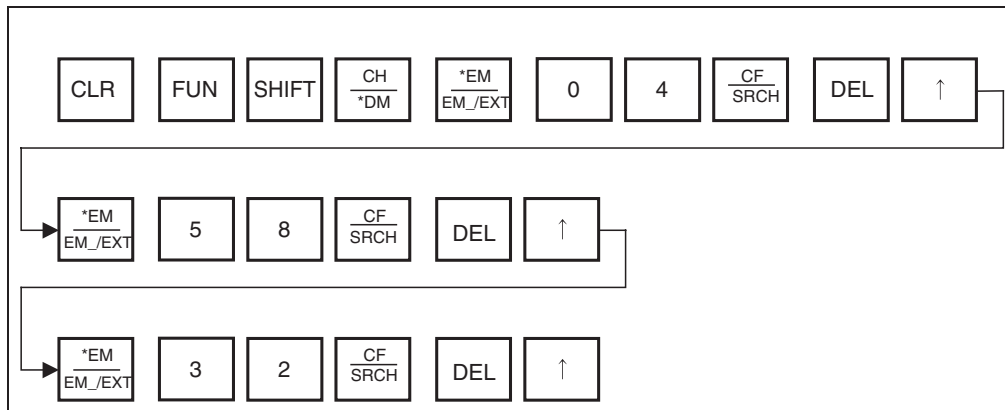 CLR FUN SHIFT CH/*DM *EM/EM_/EXT 0 4 CF/SRCH DEL ↑
*EM/EM_/EXT 5 8 CF/SRCH DEL ↑
*EM/EM_/EXT 3 2 CF/SRCH DEL ↑